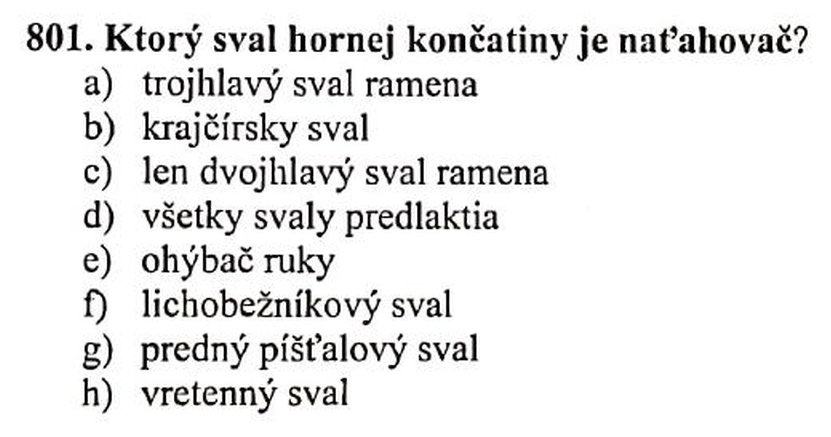 801. Ktorý sval hornej končatiny je naťahovač?
a) trojhlavý sval ramena
b) krajčírsky sval
c) len dvojhlavý sval ramena
d) všetky svaly predlaktia
e) ohýbač ruky
f) lichobežníkový sval
g) predný píšťalový sval
h) vretenný sval